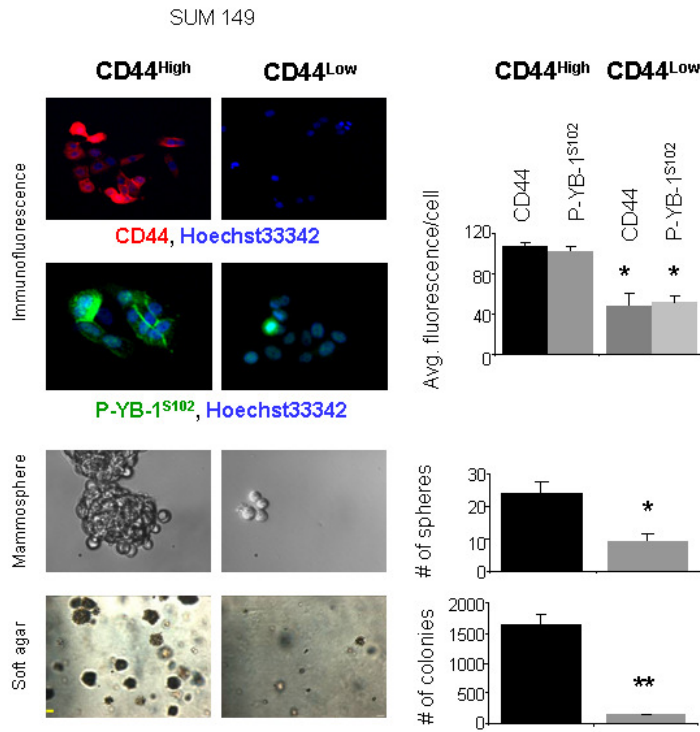 SUM 149
CD44High CD44Low
CD44High CD44Low
Immunofluorescence
CD44, Hoechst33342
P-YB-1S102, Hoechst33342
Avg. fluorescence/cell
120
80
40
0
CD44
P-YB-1S102
CD44
P-YB-1S102
* *
Mammosphere
# of spheres
30
20
10
0
*
Soft agar
# of colonies
2000
1500
1000
500
0
**